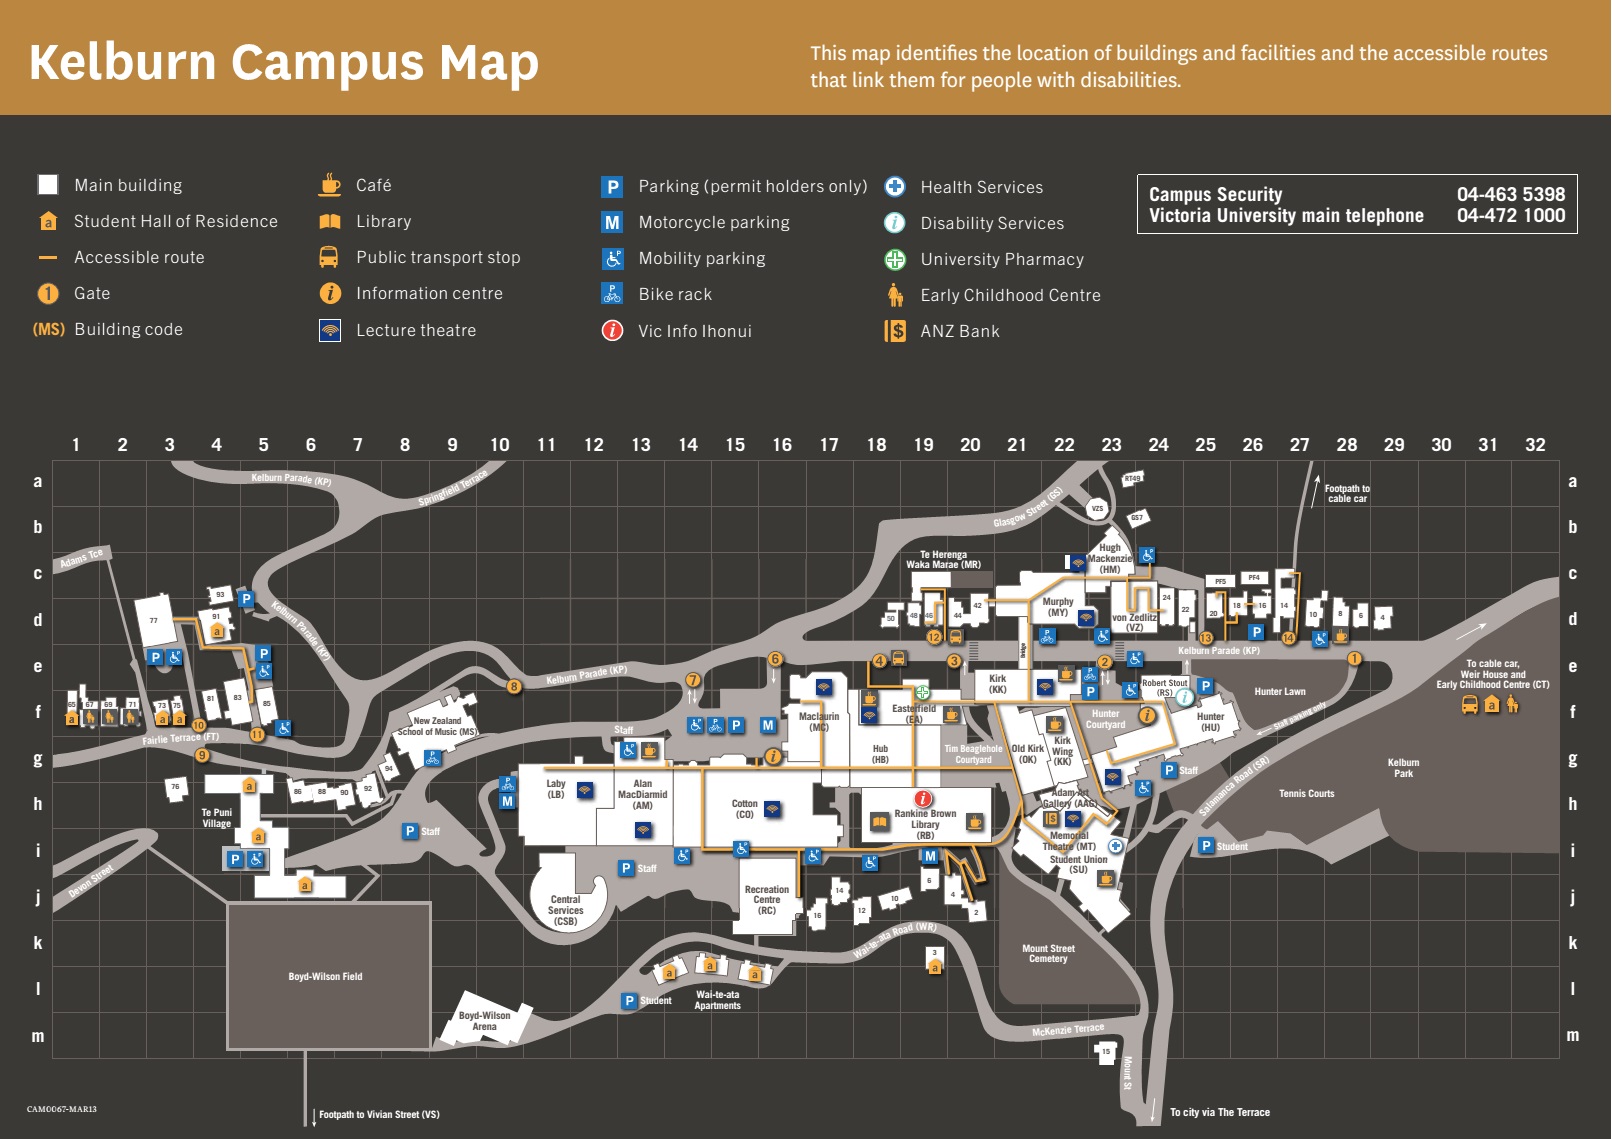 Kelburn Campus Map
This map identifies the location of buildings and facilities and the accessible routes
that link them for people with disabilities.
Main building
a Student Hall of Residence
Accessible route
1 Gate
(MS) Building code
Café
Library
Public transport stop
i Information centre
Lecture theatre
P Parking (permit holders only)
M Motorcycle parking
P Mobility parking
P Bike rack
i Vic Info Ihonui
Health Services
i Disability Services
University Pharmacy
Early Childhood Centre
$ ANZ Bank
Campus Security 04-463 5398
Victoria University main telephone 04-472 1000
1 2 3 4 5 6 7 8 9 10 11 12 13 14 15 16 17 18 19 20 21 22 23 24 25 26 27 28 29 30 31 32
a
b
c
d
e
f
g
h
i
j
k
l
m
a
b
c
d
e
f
g
h
i
j
k
l
m
Kelburn Parade (KP)
Springfield Terrace
Glasgow Street (GS)
RT49
VZS
GS7
Footpath to
cable car
Adams Tce
Te Herenga
Waka Marae (MR)
Hugh
Mackenzie
(HM)
PF5
PF4
93
77
91
a
P
Kelburn Parade (KP)
50
48
46
44
42
Murphy
(MY)
von Zedlitz
(VZ)
24
22
20
18
16
14
10
8
6
4
12
13
14
P
Bridge
Kelburn Parade (KP)
P
P
6
4
3
2
1
Kelburn Parade (KP)
7
8
Kirk
(KK)
P
Robert Stout
(RS)
i
P
Hunter Lawn
To cable car,
Weir House and
Early Childhood Centre (CT)
a
65
67
69
71
73
75
81
83
85
a
a
a
10
11
9
Fairlie Terrace (FT)
New Zealand
School of Music (MS)
Staff
P
M
Maclaurin
(MC)
Easterfield
(EA)
Hunter
Courtyard
i
Hunter
(HU)
Staff parking only
Hub
(HB)
Tim Beaglehole
Courtyard
Old Kirk
(OK)
Kirk
Wing
(KK)
i
P Staff
Kelburn
Park
76
a
86
88
90
92
94
Te Puni
Village
a
P
a
P Staff
M
Laby
(LB)
Alan
MacDiarmid
(AM)
Cotton
(CO)
i
Rankine Brown
Library
(RB)
Adam Art
Gallery (AAG)
$
Memorial
Theatre (MT)
Student Union
(SU)
Salamanca Road (SR)
Tennis Courts
P Student
Devon Street
P Staff
M
Central
Services
(CSB)
Recreation
Centre
(RC)
16
14
12
10
6
4
2
Wai-te-ata Road (WR)
3
a
Mount Street
Cemetery
Boyd-Wilson Field
a
a
a
P Student
Wai-te-ata
Apartments
Boyd-Wilson
Arena
McKenzie Terrace
15
Mount St
CAM0067-MAR13
Footpath to Vivian Street (VS)
To city via The Terrace